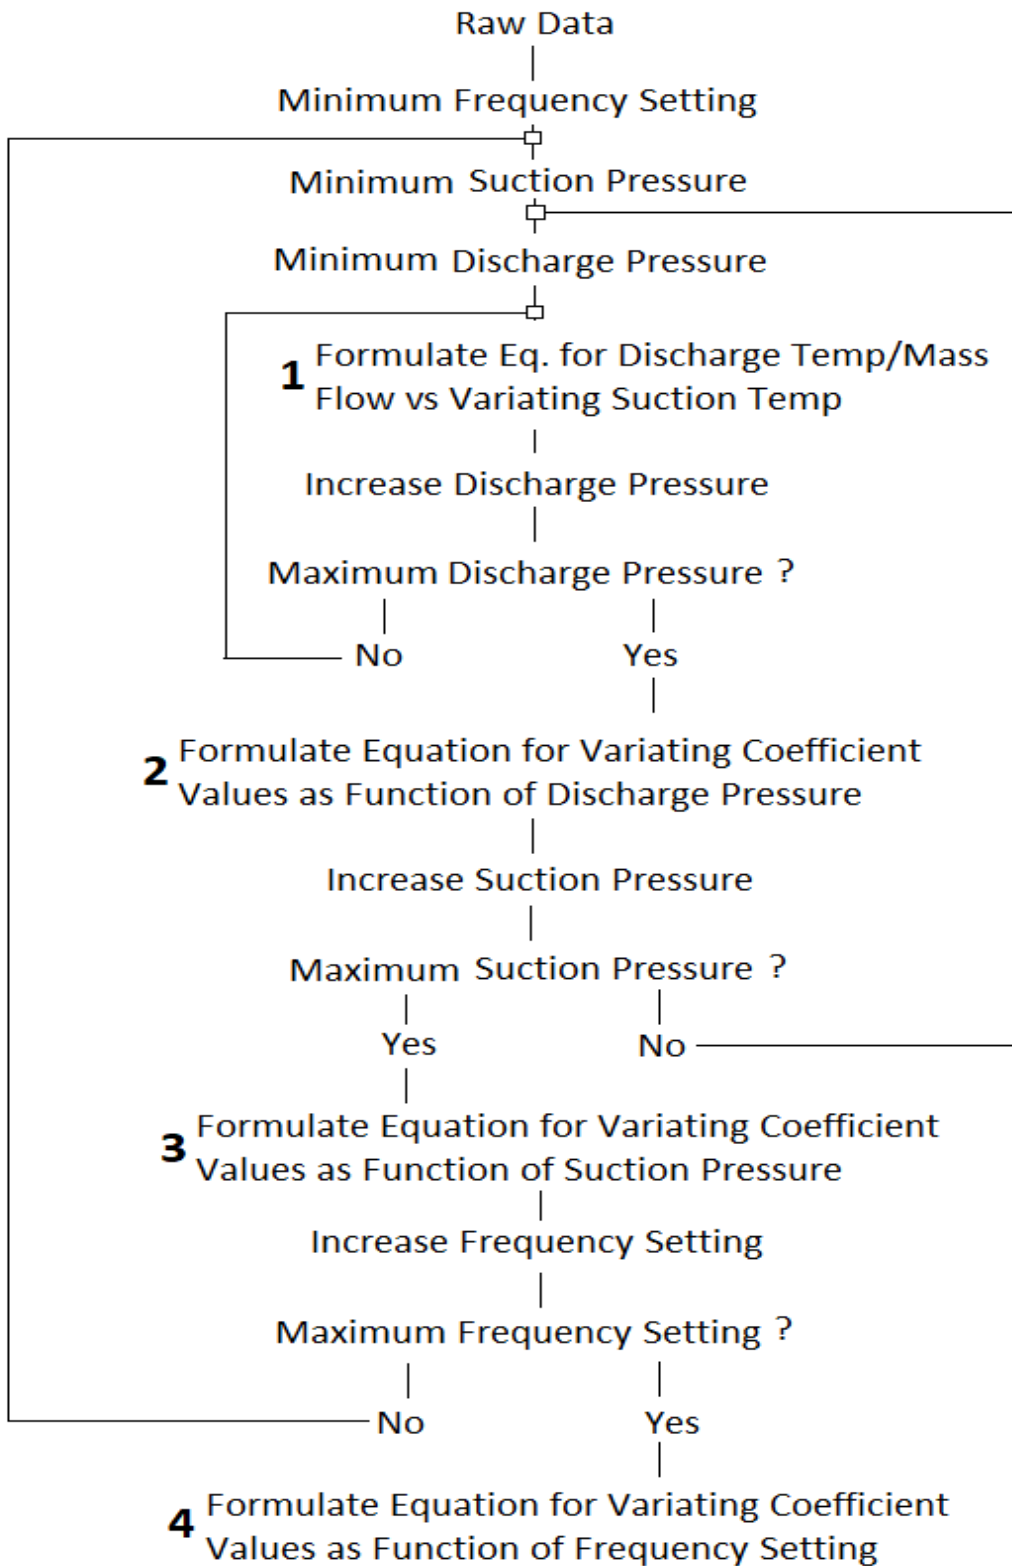 Raw Data
Minimum Frequency Setting
Minimum Suction Pressure
Minimum Discharge Pressure
1 Formulate Eq. for Discharge Temp/Mass
Flow vs Variating Suction Temp
Increase Discharge Pressure
Maximum Discharge Pressure ?
No Yes
2 Formulate Equation for Variating Coefficient
Values as Function of Discharge Pressure
Increase Suction Pressure
Maximum Suction Pressure ?
Yes No
3 Formulate Equation for Variating Coefficient
Values as Function of Suction Pressure
Increase Frequency Setting
Maximum Frequency Setting ?
No Yes
4 Formulate Equation for Variating Coefficient
Values as Function of Frequency Setting